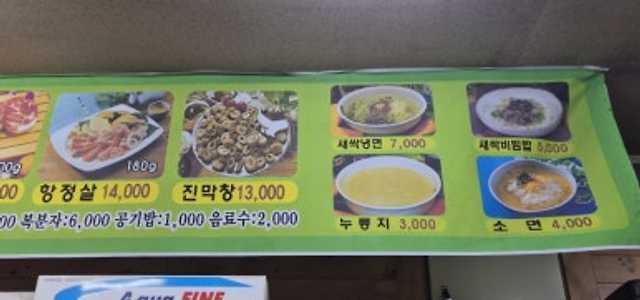 180g
항정살 14,000
진막창 13,000
새싹냉면 7,000
새싹비빔밥 8,000
누룽지 3,000
소면 4,000
00 복분자:6,000 공기밥:1,000 음료수:2,000
Aqua FINE